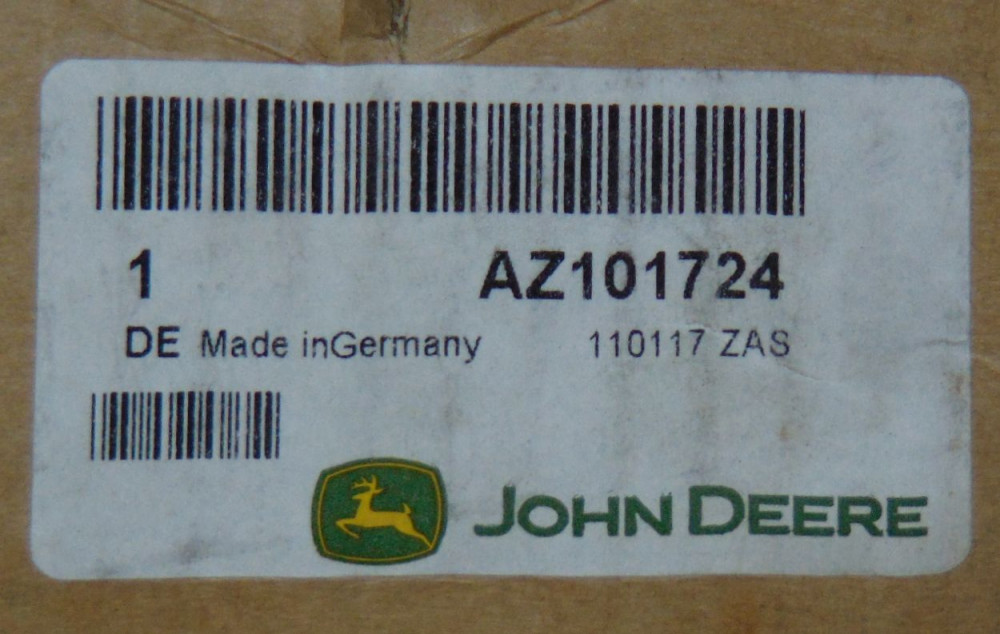 1 AZ101724
DE Made inGermany 110117 ZAS
JOHN DEERE